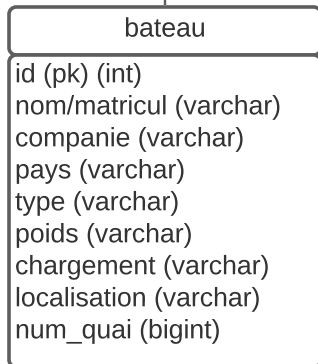 bateau
id (pk) (int)
nom/matricul (varchar)
companie (varchar)
pays (varchar)
type (varchar)
poids (varchar)
chargement (varchar)
localisation (varchar)
num_quai (bigint)